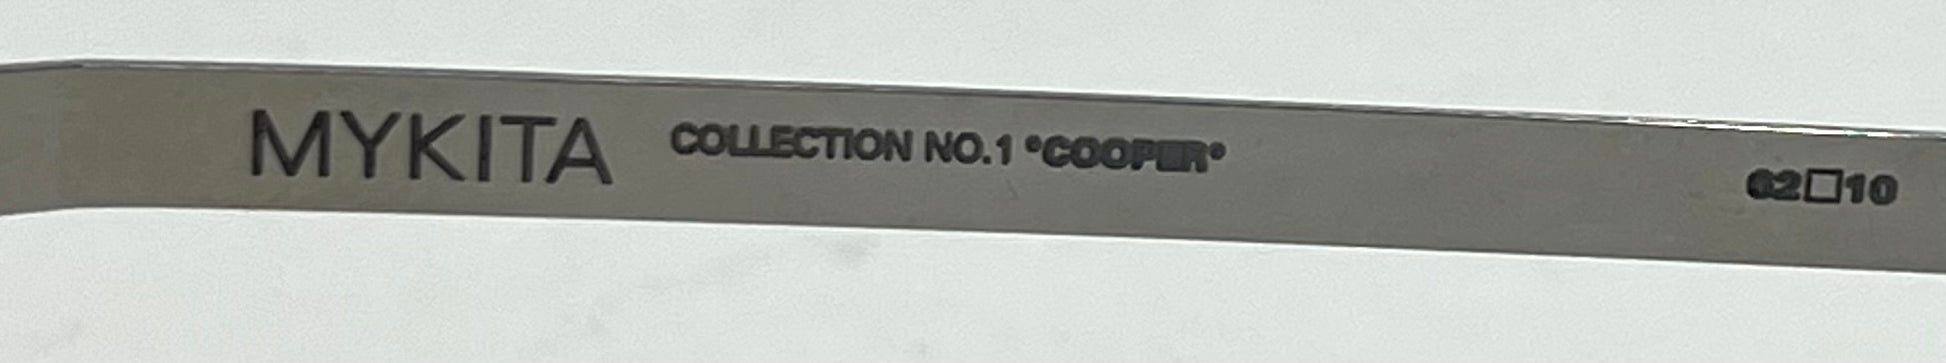 MYKITA COLLECTION NO.1 "COOPER" 62□10